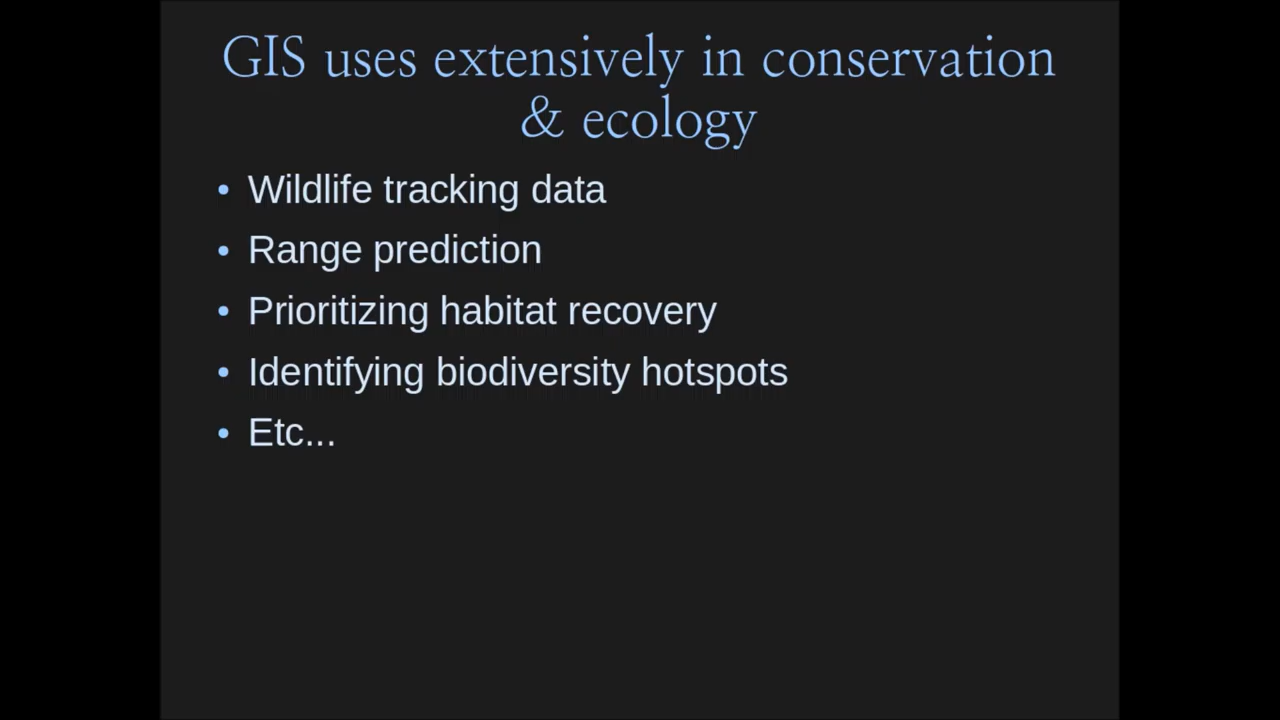 GIS uses extensively in conservation
& ecology
• Wildlife tracking data
• Range prediction
• Prioritizing habitat recovery
• Identifying biodiversity hotspots
• Etc...